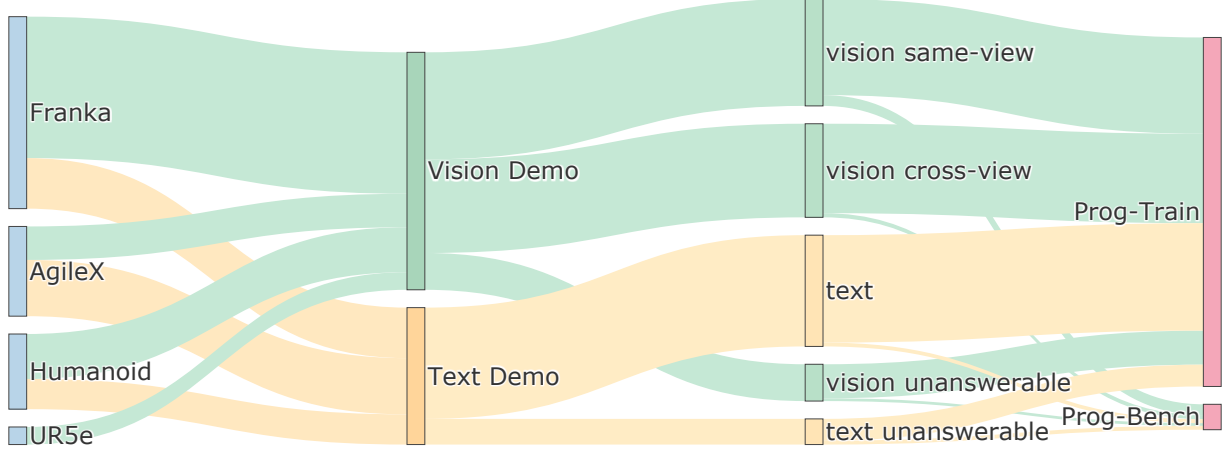 Franka
AgileX
Humanoid
UR5e
Vision Demo
Text Demo
vision same-view
vision cross-view
text
vision unanswerable
text unanswerable
Prog-Train
Prog-Bench